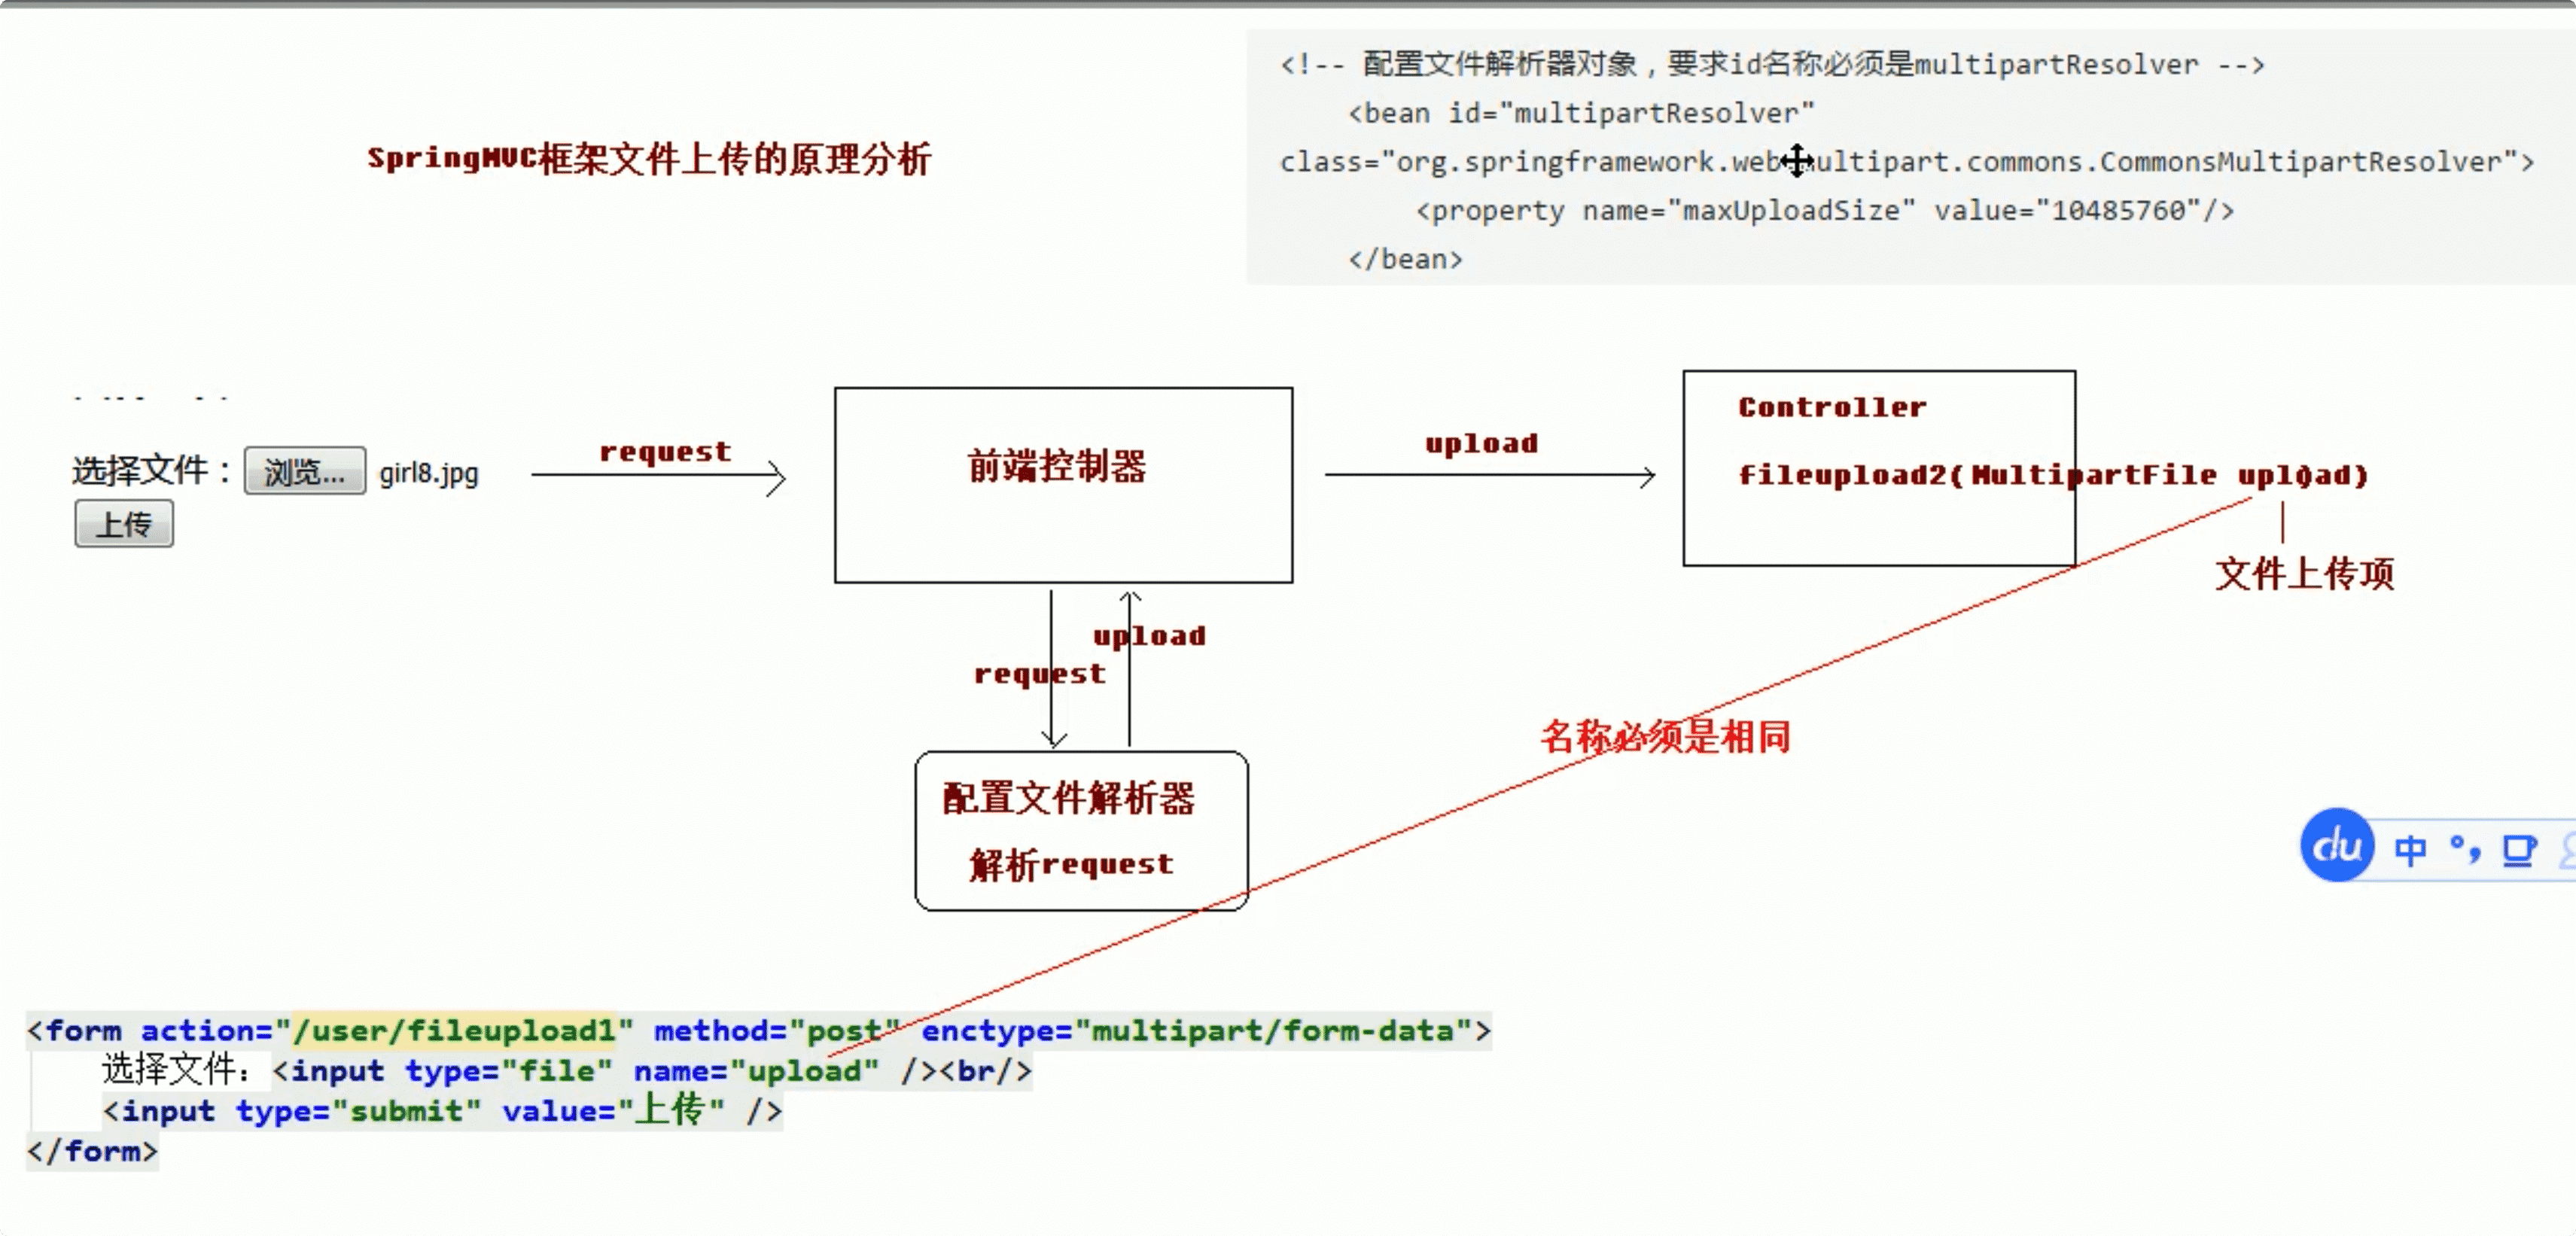 <!-- 配置文件解析器对象，要求id名称必须是multipartResolver -->
<bean id="multipartResolver"
class="org.springframework.web multipart.commons.CommonsMultipartResolver">
<property name="maxUploadSize" value="10485760"/>
</bean>
SpringMVC框架文件上传的原理分析
选择文件： 浏览... girl8.jpg
上传
request
前端控制器
upload
Controller
fileupload2(MultipartFile upload)
文件上传项
upload
request
名称必须是相同
配置文件解析器
解析request
du 中 °，
<form action="/user/fileupload1" method="post" enctype="multipart/form-data">
选择文件：<input type="file" name="upload" /><br/>
<input type="submit" value="上传" />
</form>